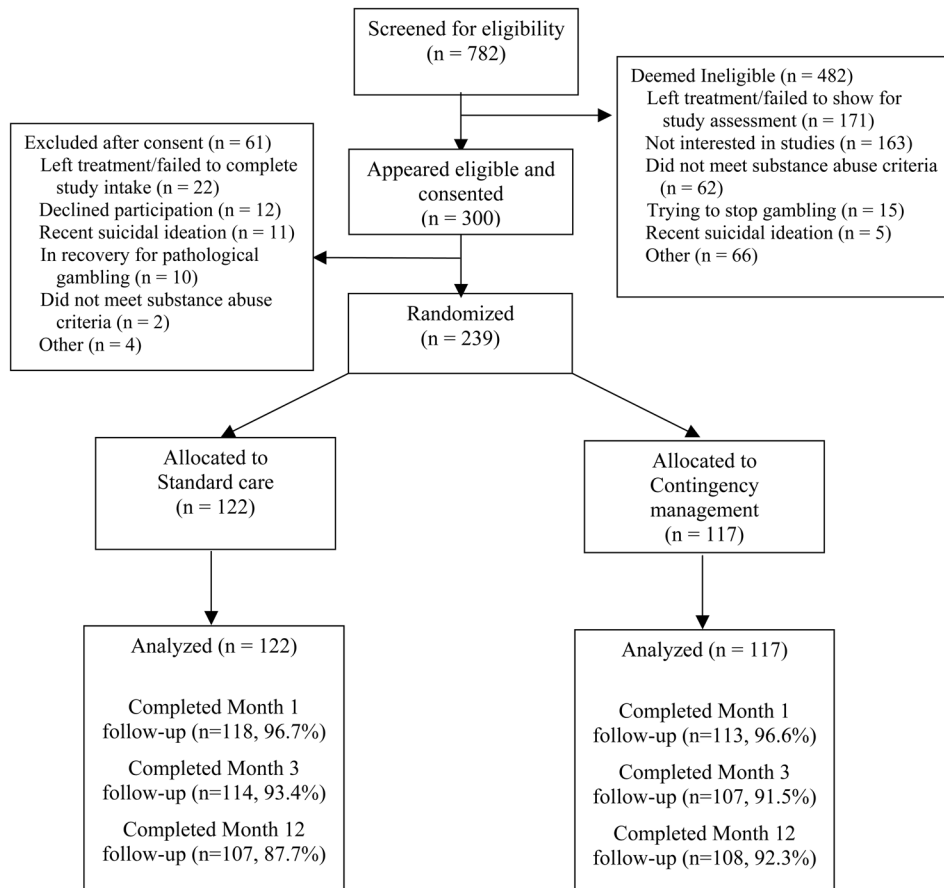 Screened for eligibility
(n = 782)
Deemed Ineligible (n = 482)
Left treatment/failed to show for
study assessment (n = 171)
Not interested in studies (n = 163)
Did not meet substance abuse criteria
(n = 62)
Trying to stop gambling (n = 15)
Recent suicidal ideation (n = 5)
Other (n = 66)
Excluded after consent (n = 61)
Left treatment/failed to complete
study intake (n = 22)
Declined participation (n = 12)
Recent suicidal ideation (n = 11)
In recovery for pathological
gambling (n = 10)
Did not meet substance abuse
criteria (n = 2)
Other (n = 4)
Appeared eligible and
consented
(n = 300)
Randomized
(n = 239)
Allocated to
Standard care
(n = 122)
Allocated to
Contingency
management
(n = 117)
Analyzed (n = 122)
Completed Month 1
follow-up (n=118, 96.7%)
Completed Month 3
follow-up (n=114, 93.4%)
Completed Month 12
follow-up (n=107, 87.7%)
Analyzed (n = 117)
Completed Month 1
follow-up (n=113, 96.6%)
Completed Month 3
follow-up (n=107, 91.5%)
Completed Month 12
follow-up (n=108, 92.3%)